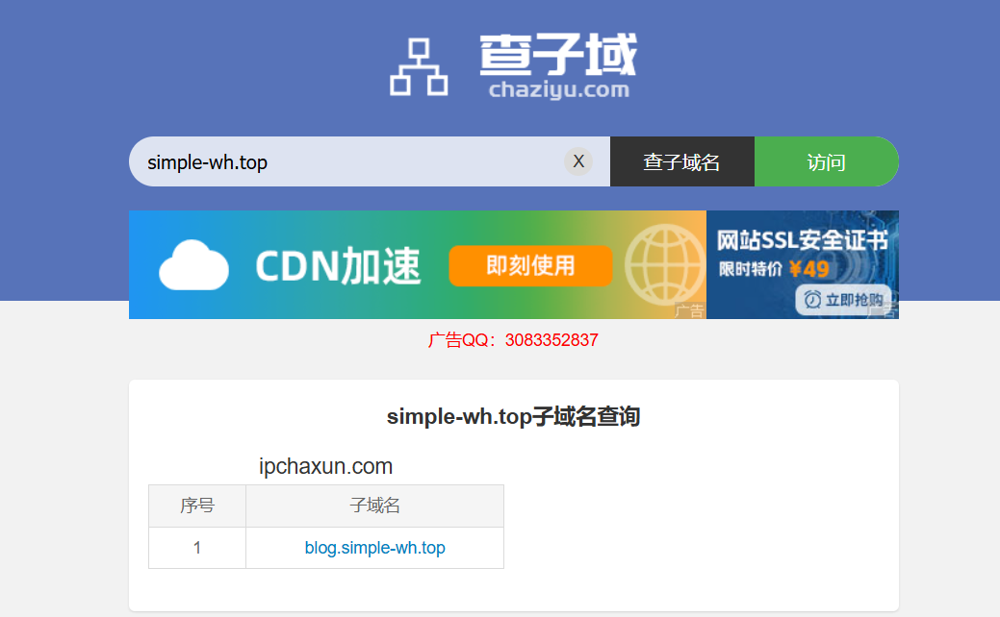 查子域
chaziyu.com
simple-wh.top
X
查子域名
访问
CDN加速
即刻使用
广告
网站SSL安全证书
限时特价 ¥49
立即抢购
广告
广告QQ：3083352837
simple-wh.top子域名查询
ipchaxun.com
序号 子域名
1 blog.simple-wh.top